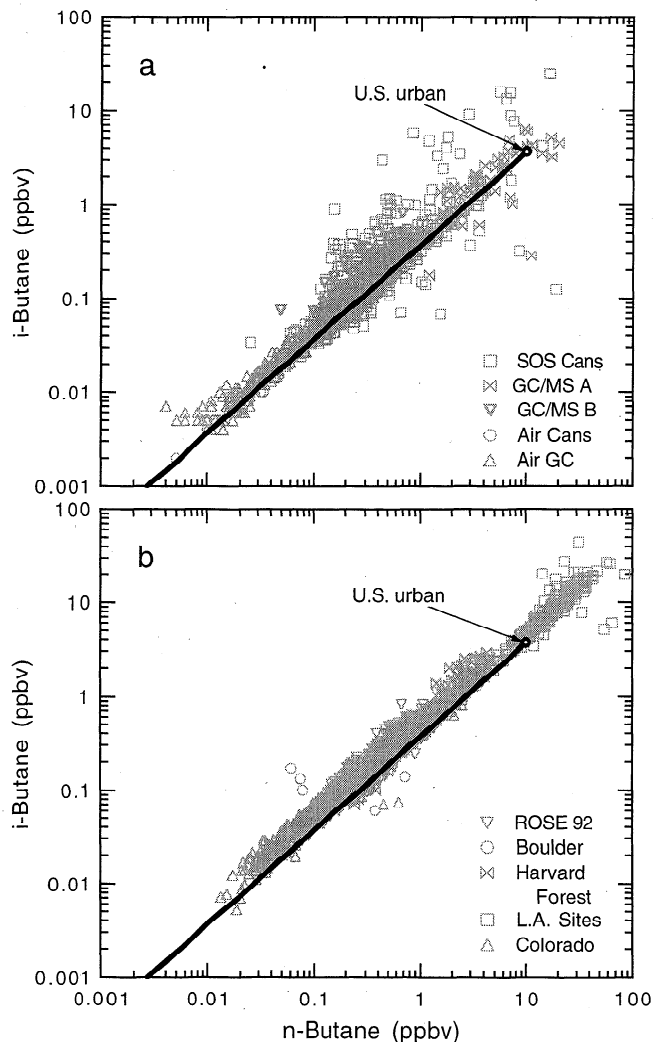 100
a
10
U.S. urban
1
i-Butane (ppbv)
0.1
SOS Cans
GC/MS A
GC/MS B
0.01
Air Cans
Air GC
0.001
100
b
10
U.S. urban
1
i-Butane (ppbv)
0.1
ROSE 92
Boulder
Harvard
Forest
0.01
L.A. Sites
Colorado
0.001
0.001 0.01 0.1 1 10 100
n-Butane (ppbv)